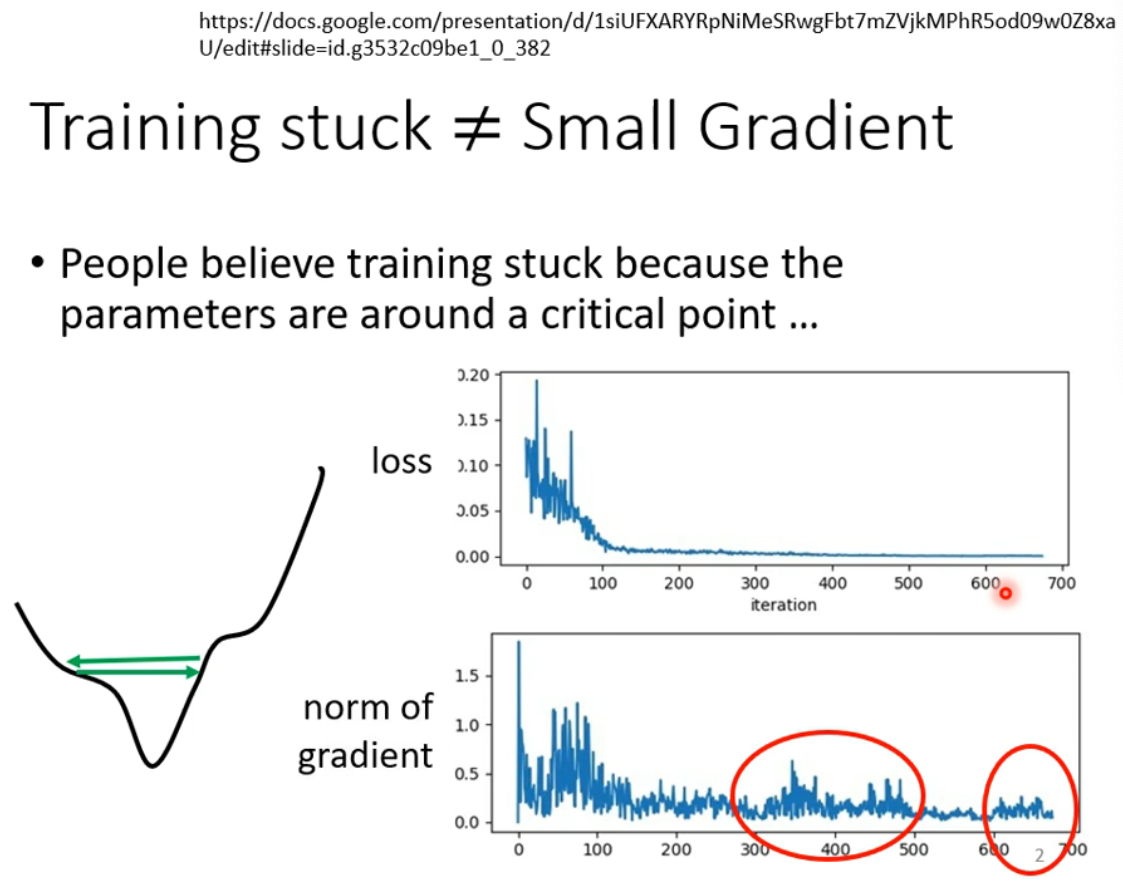 https://docs.google.com/presentation/d/1siUFXARYRpNiMeSRwgFbt7mZVjkMPhR5od09w0Z8xa
U/edit#slide=id.g3532c09be1_0_382
Training stuck ≠ Small Gradient
• People believe training stuck because the
parameters are around a critical point ...
loss
0.20
0.15
0.10
0.05
0.00
0 100 200 300 400 500 600 700
iteration
norm of
gradient
1.5
1.0
0.5
0.0
0 100 200 300 400 500 600 2 700